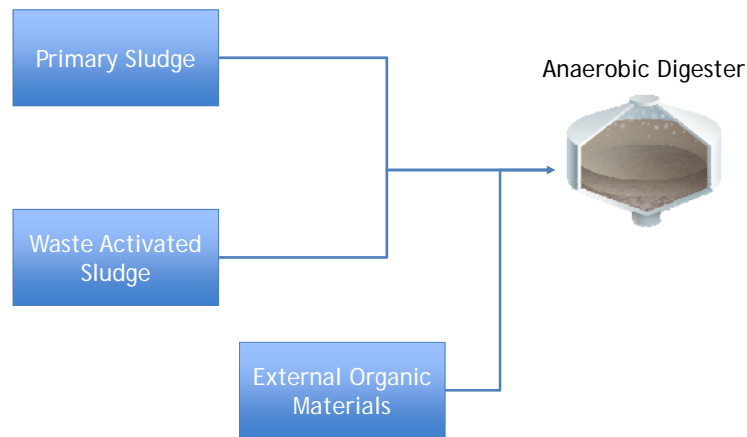 Primary Sludge
Anaerobic Digester
Waste Activated
Sludge
External Organic
Materials